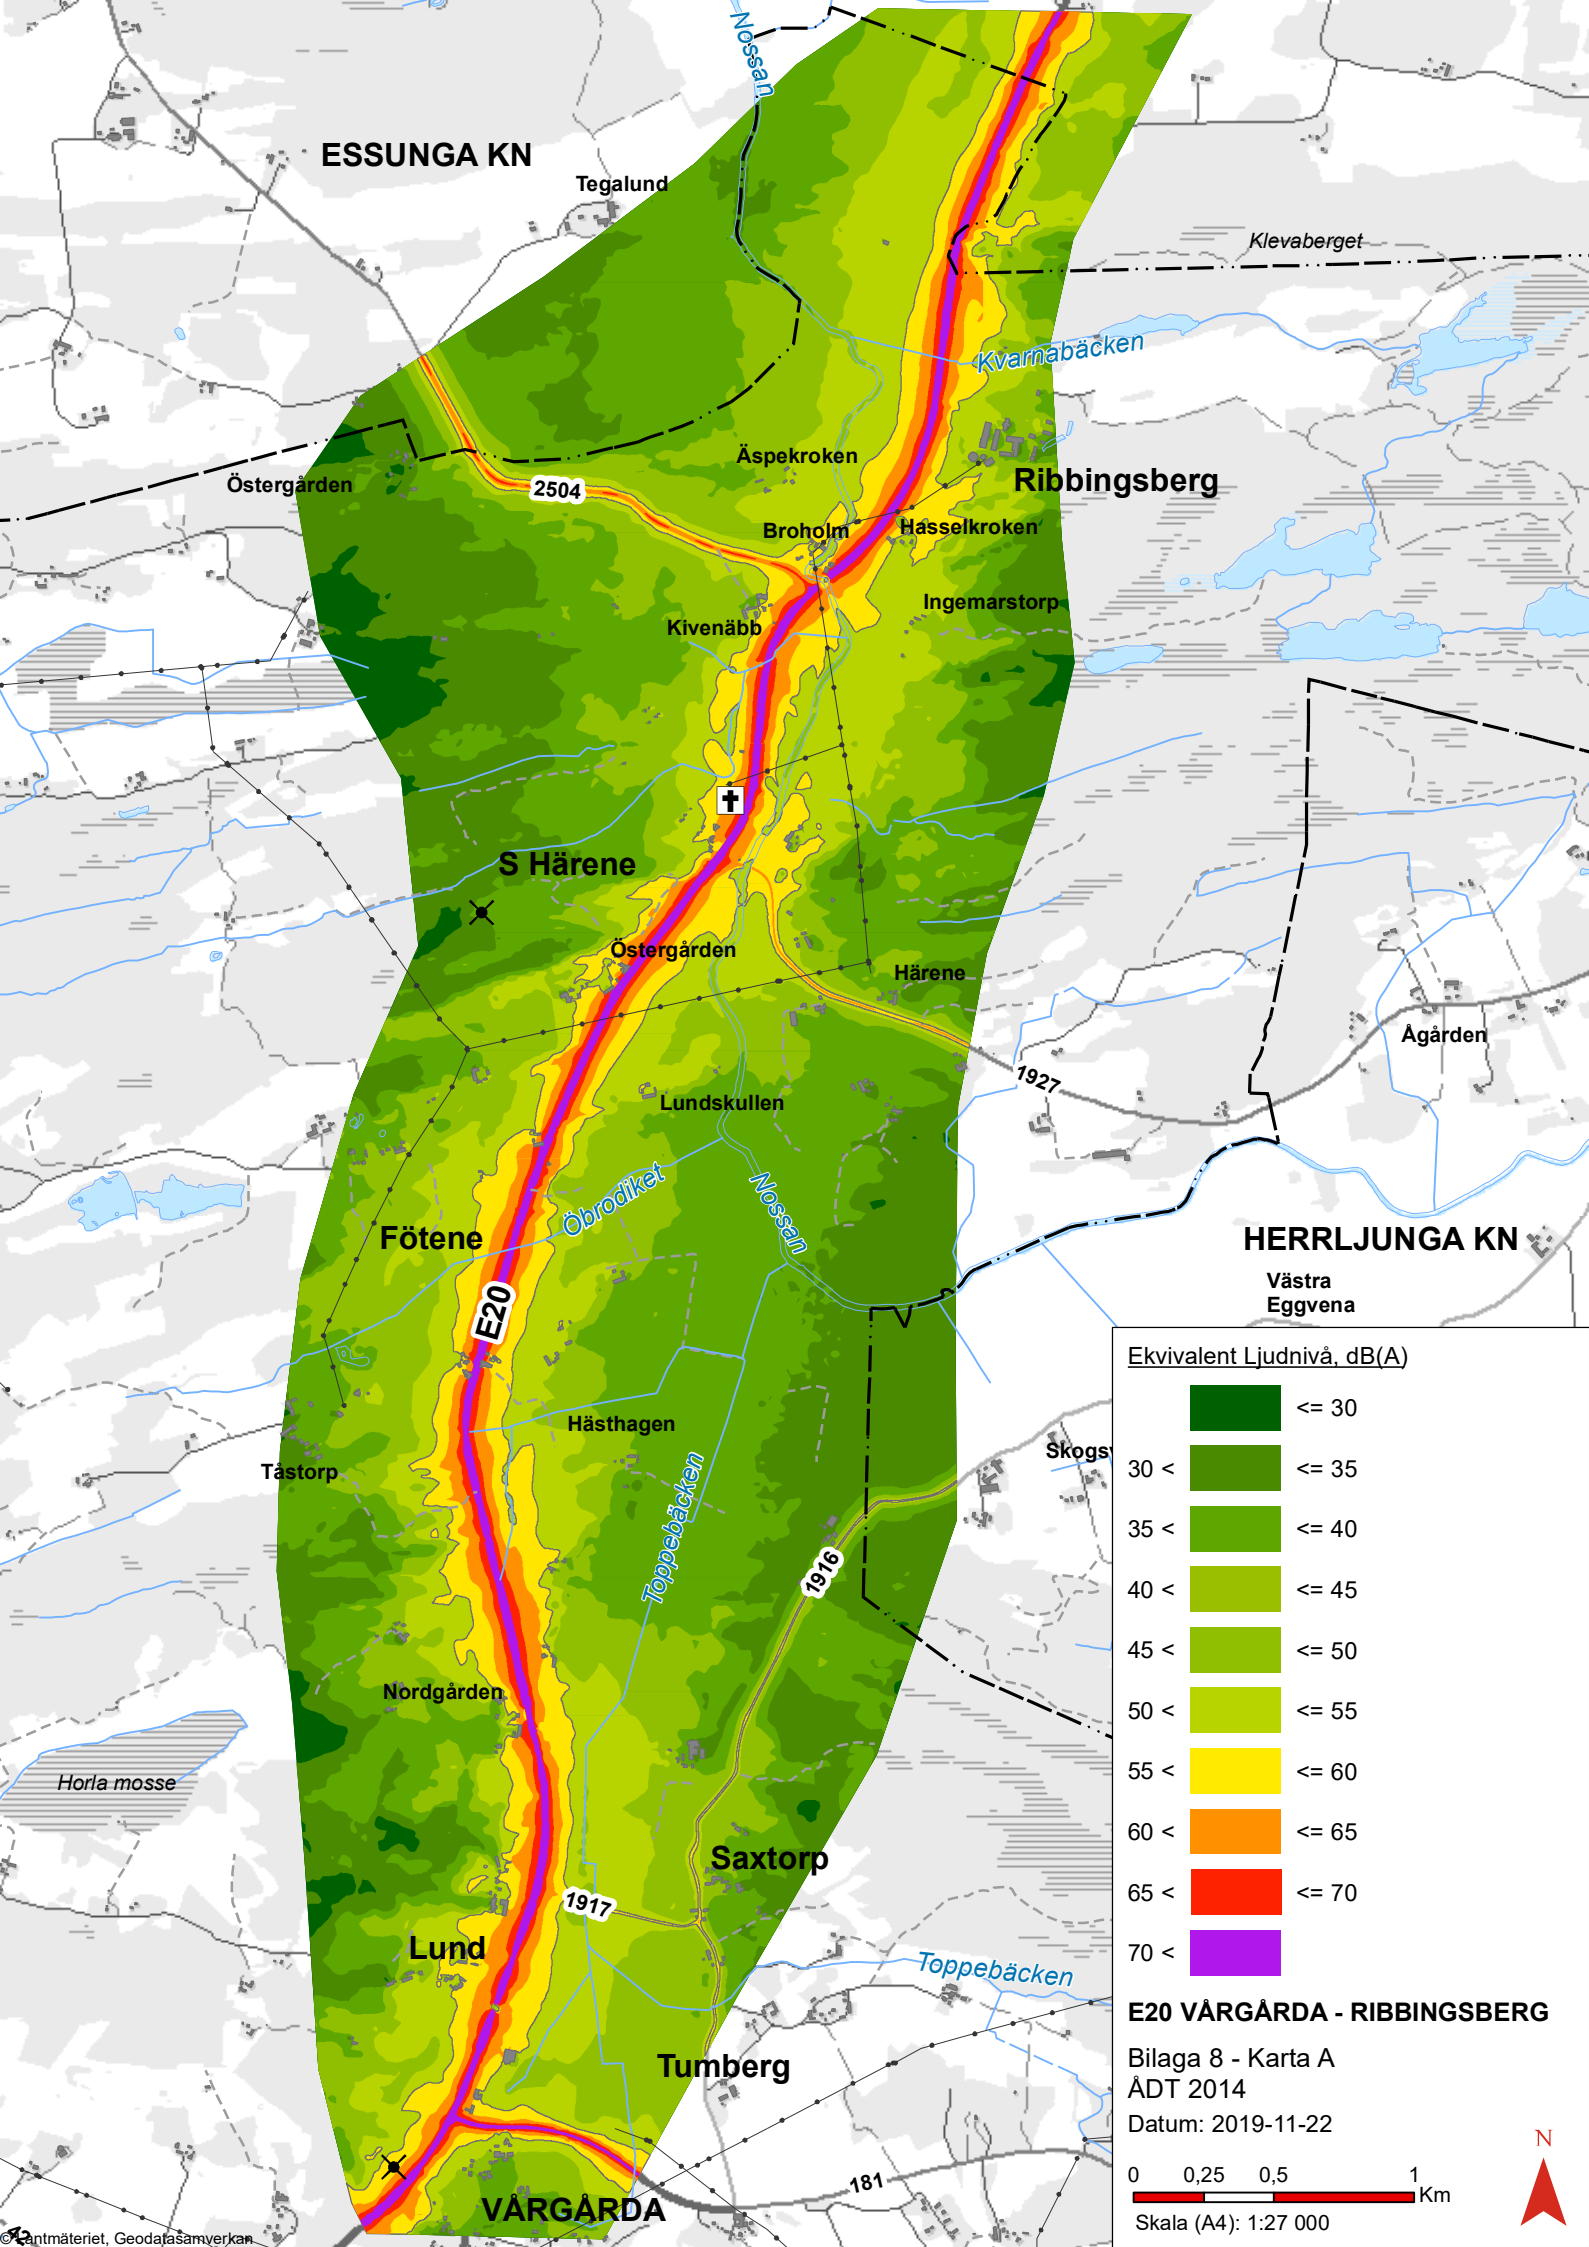 Nossan
ESSUNGA KN
Tegalund
Klevaberget
Kvarnabäcken
Äspekroken
Ribbingsberg
Östergården
2504
Broholm
Hasselkroken
Ingemarstorp
Kivenäbb
S Härene
Östergården
Härene
Ågården
1927
Lundskullen
Öbrodiket
Nossan
Fötene
HERRLJUNGA KN
Västra
Eggvena
E20
Hästhagen
Skogsv
Tåstorp
Toppebäcken
1916
Nordgården
Horla mosse
Saxtorp
1917
Lund
Toppebäcken
Tumberg
181
VÅRGÅRDA
42
© Lantmäteriet, Geodatasamverkan
Ekvivalent Ljudnivå, dB(A)
<= 30
30 < <= 35
35 < <= 40
40 < <= 45
45 < <= 50
50 < <= 55
55 < <= 60
60 < <= 65
65 < <= 70
70 <
E20 VÅRGÅRDA - RIBBINGSBERG
Bilaga 8 - Karta A
ÅDT 2014
Datum: 2019-11-22
N
0 0,25 0,5 1
Km
Skala (A4): 1:27 000